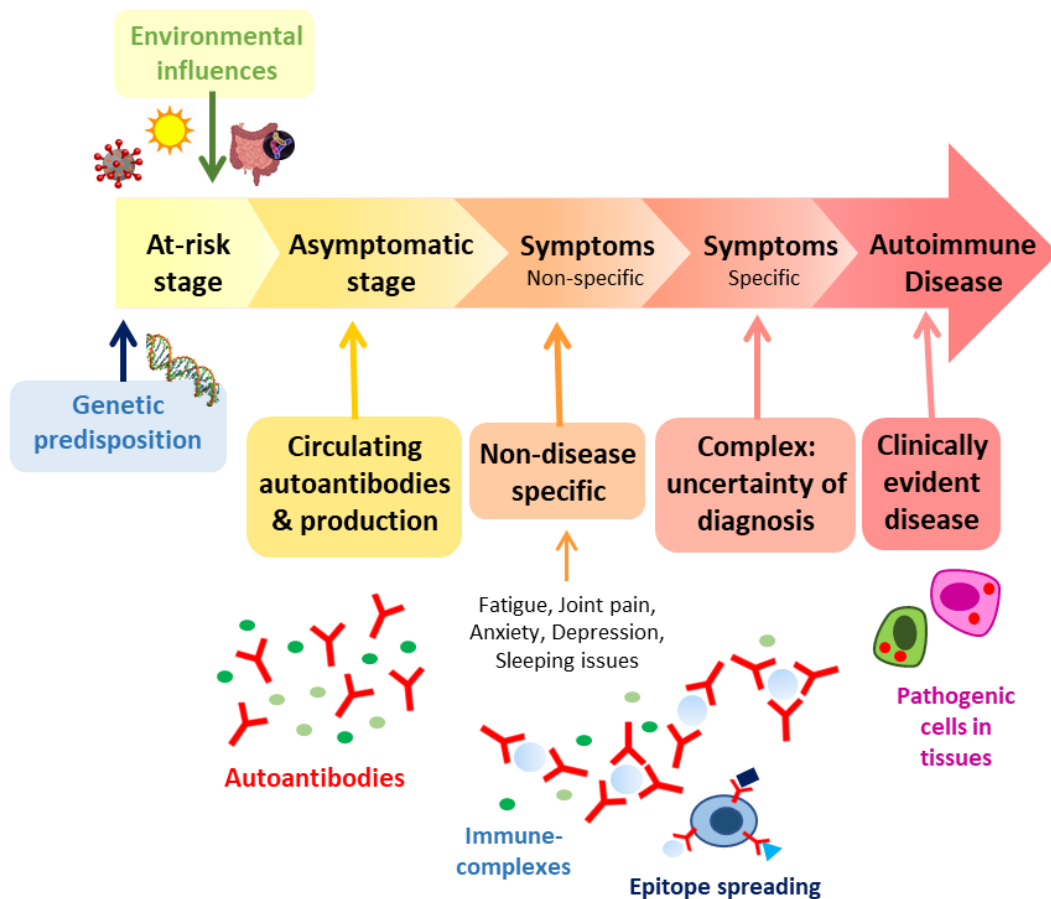 Environmental
influences
At-risk
stage
Asymptomatic
stage
Symptoms
Non-specific
Symptoms
Specific
Autoimmune
Disease
Genetic
predisposition
Circulating
autoantibodies
& production
Non-disease
specific
Complex:
uncertainty of
diagnosis
Clinically
evident
disease
Fatigue, Joint pain,
Anxiety, Depression,
Sleeping issues
Autoantibodies
Immune-
complexes
Epitope spreading
Pathogenic
cells in
tissues